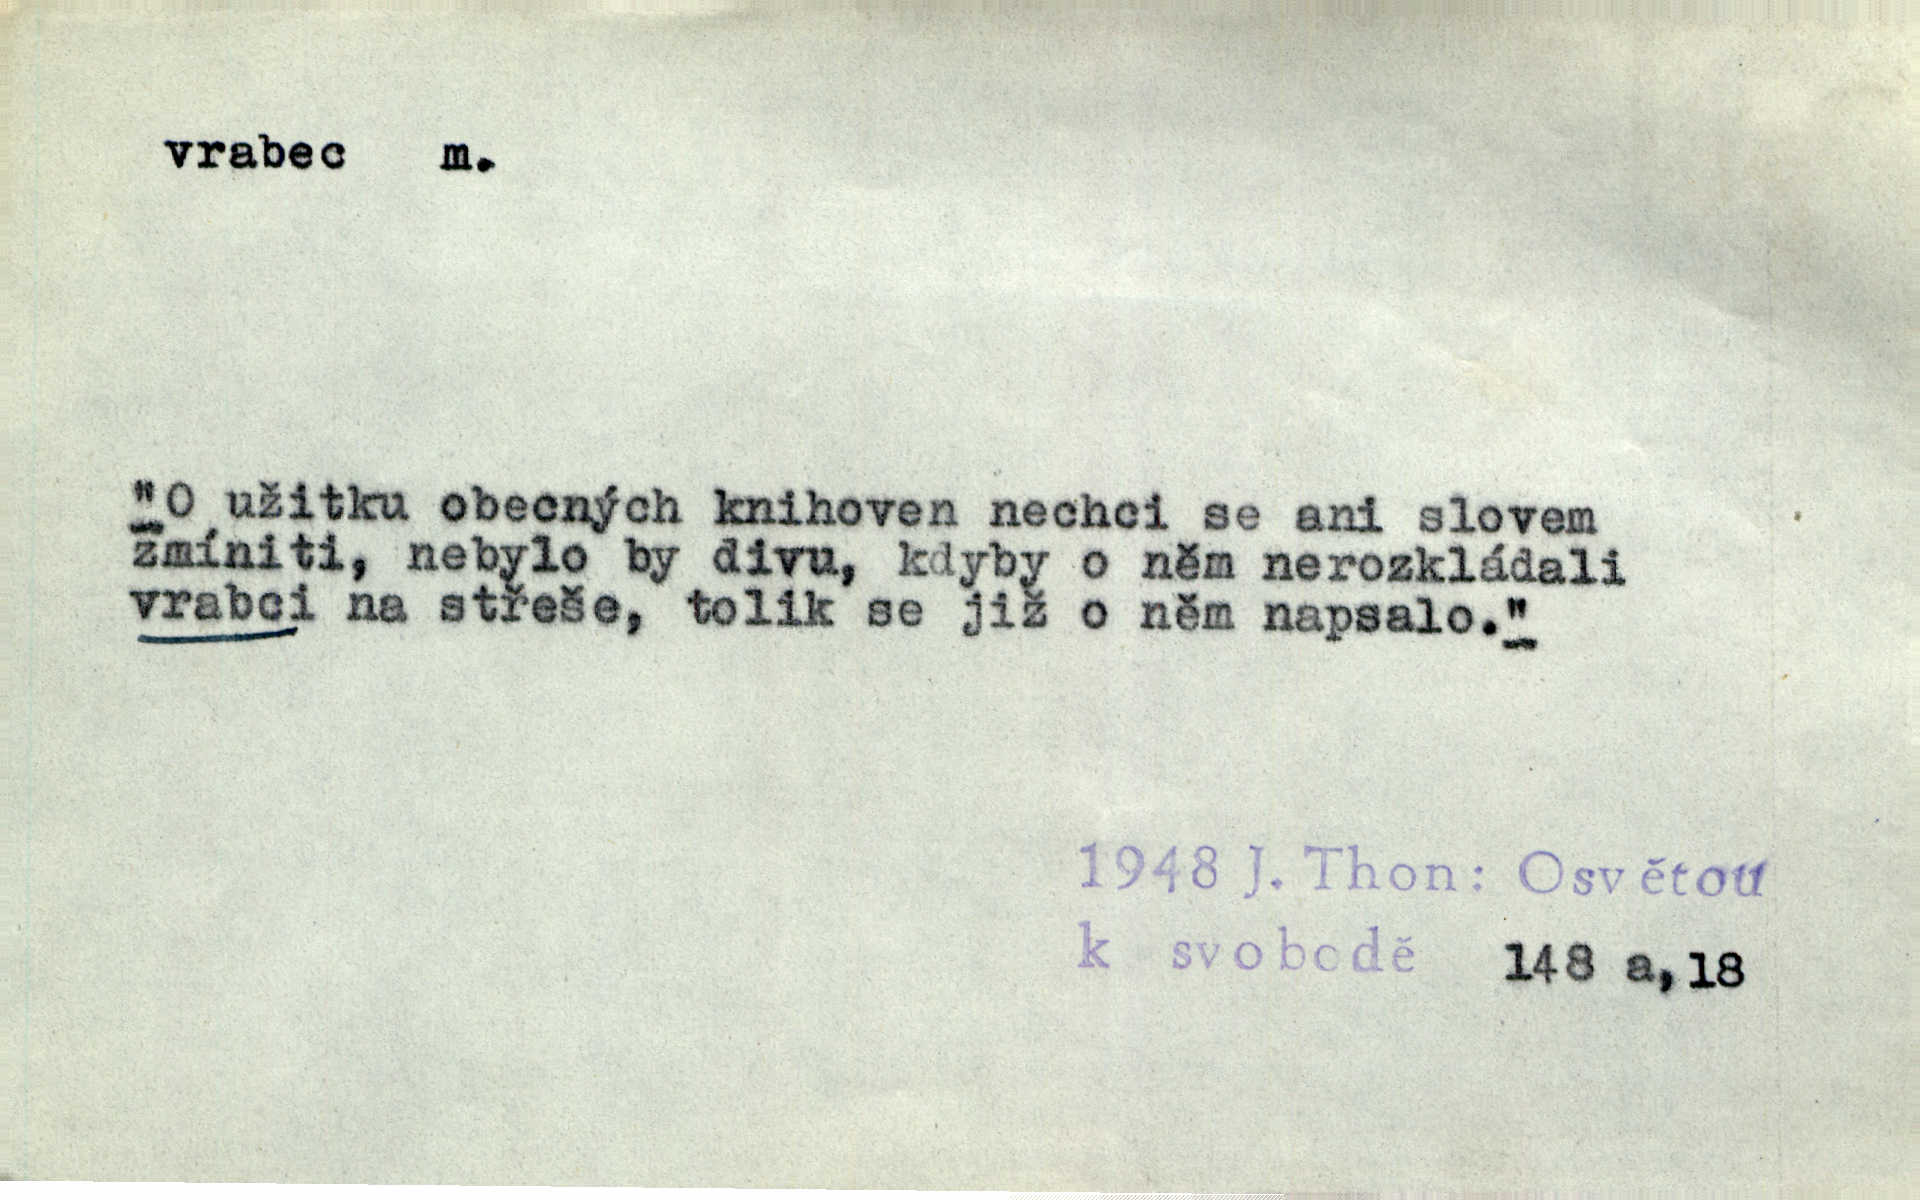 vrabec m.
"O užitku obecných knihoven nechci se ani slovem
zmíniti, nebylo by divu, kdyby o něm nerozkládali
vrabci na střeše, tolik se již o něm napsalo."
1948 J. Thon: Osvětou
k svobodě 148 a,18